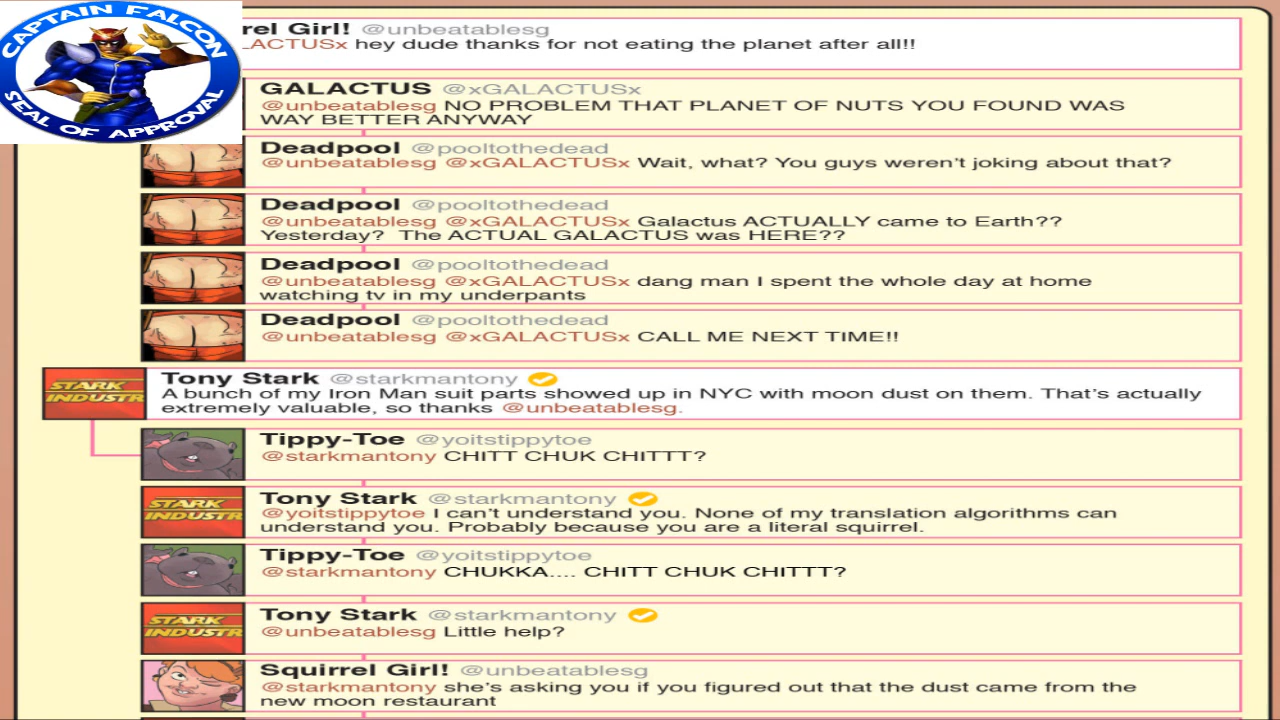 CAPTAIN FALCON
SEAL OF APPROVAL
rel Girl! @unbeatablesg
LACTUSx hey dude thanks for not eating the planet after all!!
GALACTUS @xGALACTUSx
@unbeatablesg NO PROBLEM THAT PLANET OF NUTS YOU FOUND WAS
WAY BETTER ANYWAY
Deadpool @pooltothedead
@unbeatablesg @xGALACTUSx Wait, what? You guys weren't joking about that?
Deadpool @pooltothedead
@unbeatablesg @xGALACTUSx Galactus ACTUALLY came to Earth??
Yesterday? The ACTUAL GALACTUS was HERE??
Deadpool @pooltothedead
@unbeatablesg @xGALACTUSx dang man I spent the whole day at home
watching tv in my underpants
Deadpool @pooltothedead
@unbeatablesg @xGALACTUSx CALL ME NEXT TIME!!
STARK
INDUSTR
Tony Stark @starkmantony
A bunch of my Iron Man suit parts showed up in NYC with moon dust on them. That's actually
extremely valuable, so thanks @unbeatablesg.
Tippy-Toe @yoitstippytoe
@starkmantony CHITT CHUK CHITTT?
STARK
INDUSTR
Tony Stark @starkmantony
@yoitstippytoe I can't understand you. None of my translation algorithms can
understand you. Probably because you are a literal squirrel.
Tippy-Toe @yoitstippytoe
@starkmantony CHUKKA.... CHITT CHUK CHITTT?
STARK
INDUSTR
Tony Stark @starkmantony
@unbeatablesg Little help?
Squirrel Girl! @unbeatablesg
@starkmantony she's asking you if you figured out that the dust came from the
new moon restaurant